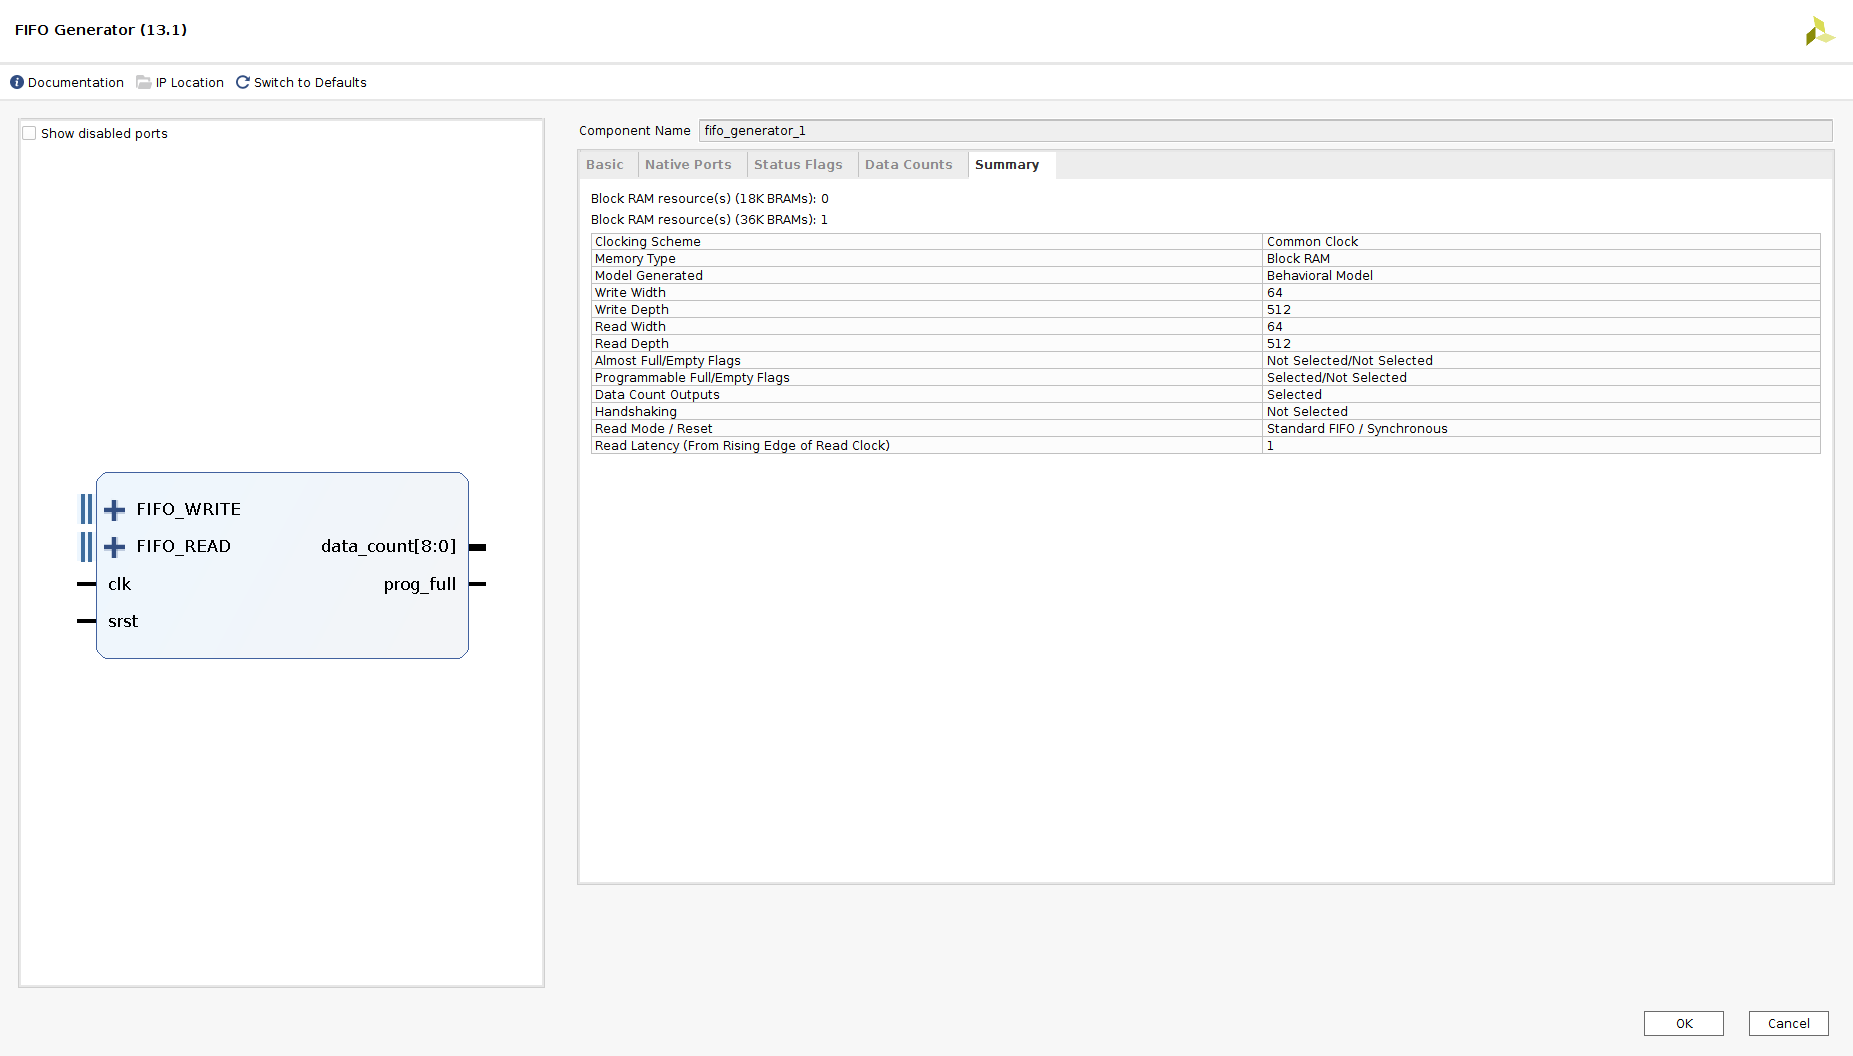 FIFO Generator (13.1)
Documentation IP Location Switch to Defaults
Show disabled ports
FIFO_WRITE
FIFO_READ data_count[8:0]
clk prog_full
srst
Component Name fifo_generator_1
Basic Native Ports Status Flags Data Counts Summary
Block RAM resource(s) (18K BRAMs): 0
Block RAM resource(s) (36K BRAMs): 1
Clocking Scheme Common Clock
Memory Type Block RAM
Model Generated Behavioral Model
Write Width 64
Write Depth 512
Read Width 64
Read Depth 512
Almost Full/Empty Flags Not Selected/Not Selected
Programmable Full/Empty Flags Selected/Not Selected
Data Count Outputs Selected
Handshaking Not Selected
Read Mode / Reset Standard FIFO / Synchronous
Read Latency (From Rising Edge of Read Clock) 1
OK Cancel